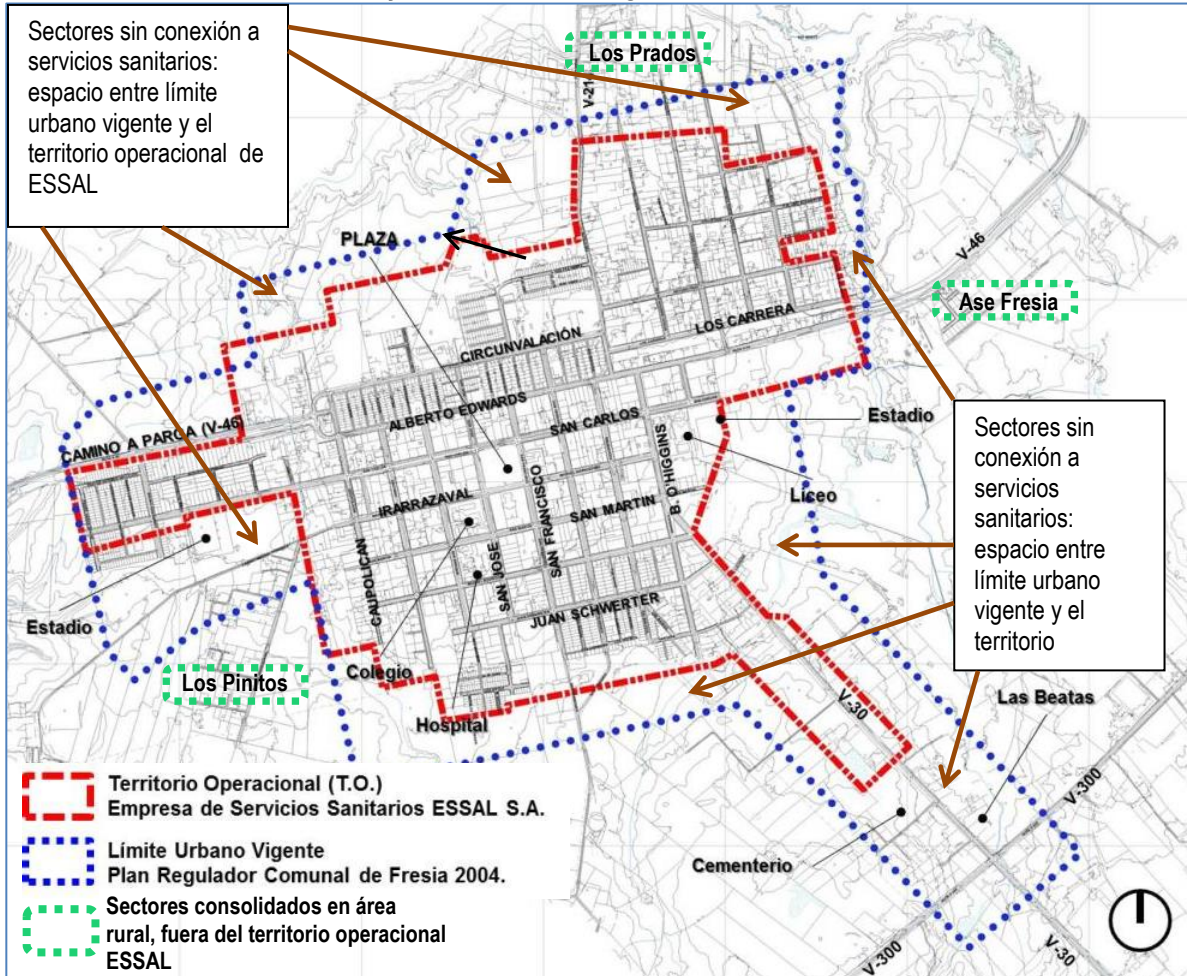 Sectores sin conexión a
servicios sanitarios:
espacio entre límite
urbano vigente y el
territorio operacional de
ESSAL
Los Prados
V-46
PLAZA
Ase Fresia
LOS CARRERA
CIRCUNVALACIÓN
ALBERTO EDWARDS
SAN CARLOS
Estadio
CAMINO A PARGA (V-46)
Sectores sin
conexión a
servicios
sanitarios:
espacio entre
límite urbano
vigente y el
territorio
B. O'HIGGINS
Liceo
IRARRAZAVAL
SAN FRANCISCO
SAN MARTIN
CAUPOLICAN
SAN JOSE
JUAN SCHWERTER
Estadio
Los Pinitos
Colegio
Hospital
V-30
Las Beatas
V-300
Cementerio
V-300
V-30
Territorio Operacional (T.O.)
Empresa de Servicios Sanitarios ESSAL S.A.
Límite Urbano Vigente
Plan Regulador Comunal de Fresia 2004.
Sectores consolidados en área
rural, fuera del territorio operacional
ESSAL